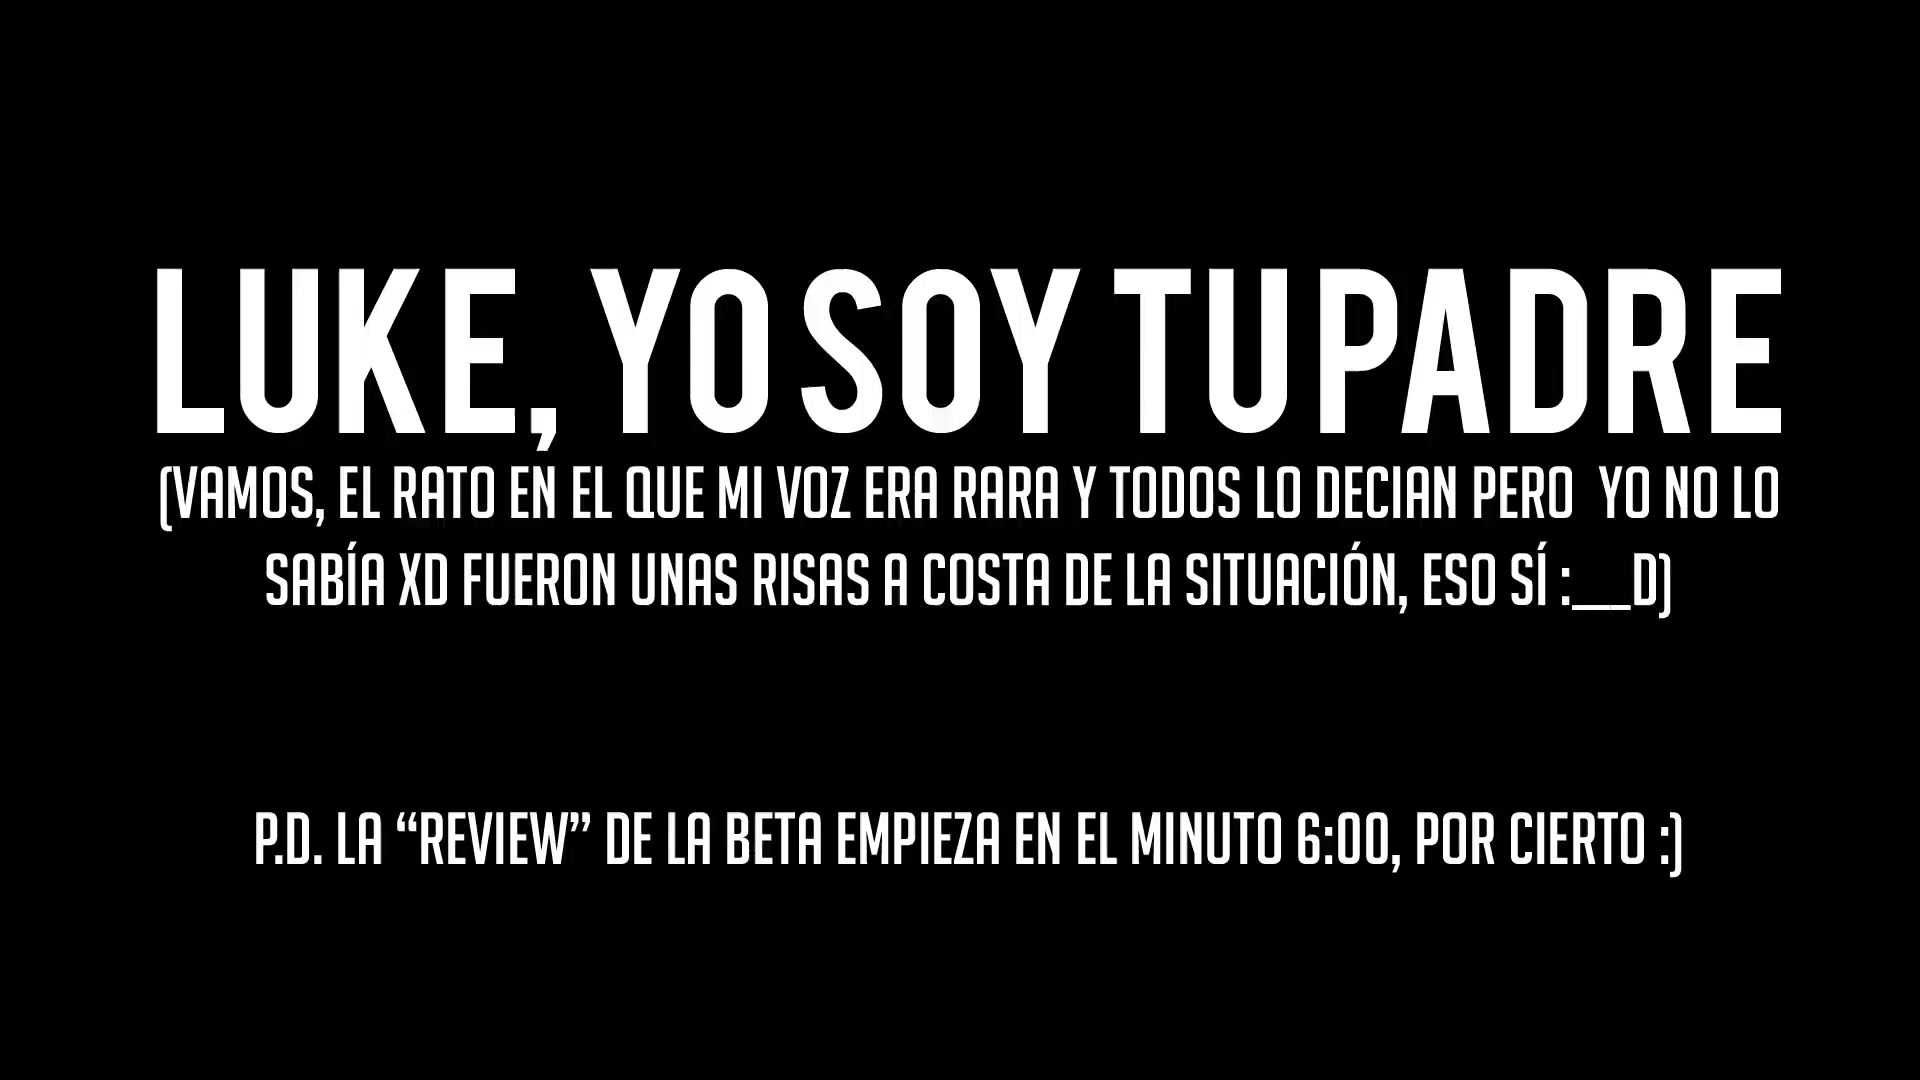 LUKE, YO SOY TU PADRE
(VAMOS, EL RATO EN EL QUE MI VOZ ERA RARA Y TODOS LO DECIAN PERO  YO NO LO
SABÍA XD FUERON UNAS RISAS A COSTA DE LA SITUACIÓN, ESO SÍ :__D)
P.D. LA “REVIEW” DE LA BETA EMPIEZA EN EL MINUTO 6:00, POR CIERTO :)